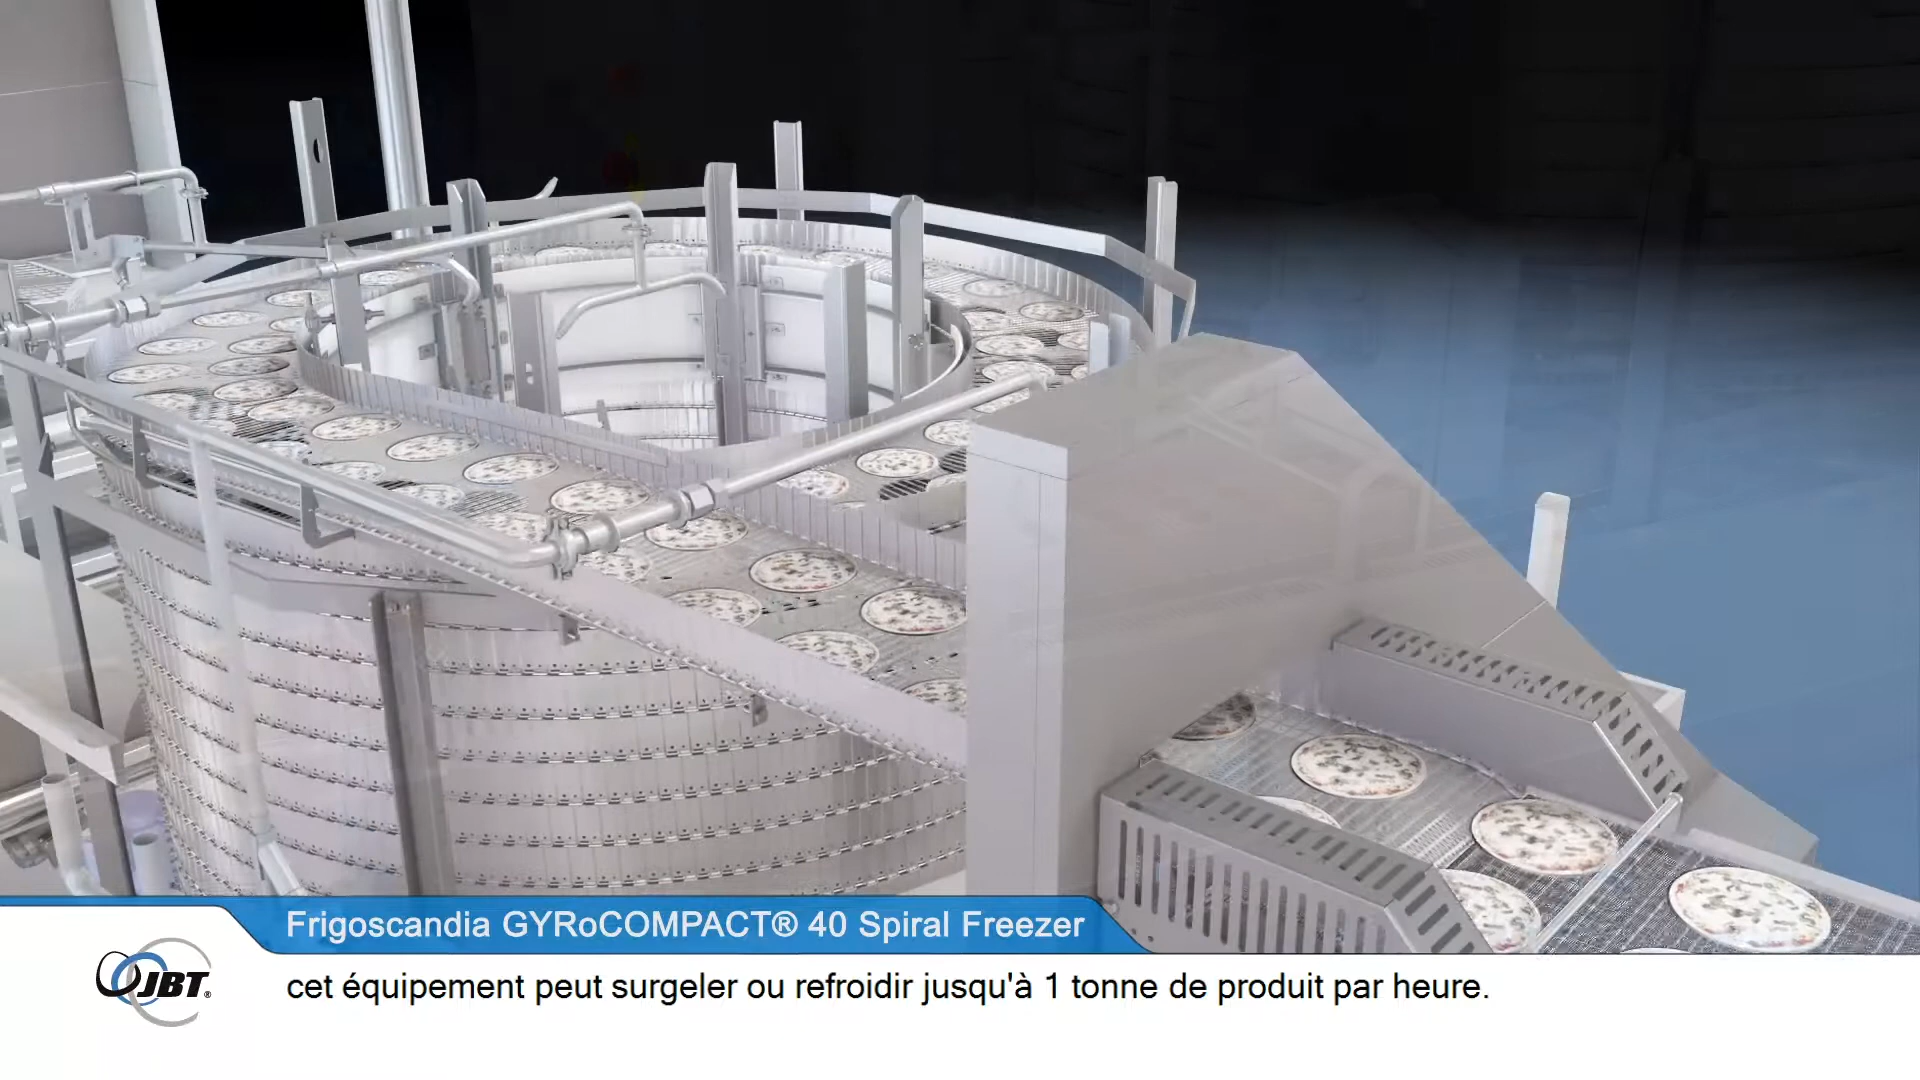 Frigoscandia GYRoCOMPACT® 40 Spiral Freezer
JBT®
cet équipement peut surgeler ou refroidir jusqu'à 1 tonne de produit par heure.